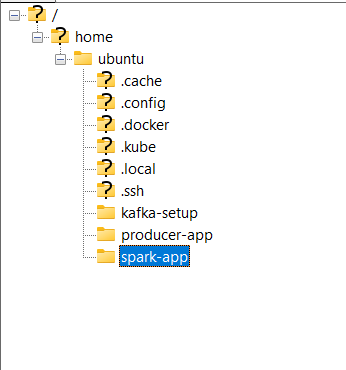 /
home
ubuntu
.cache
.config
.docker
.kube
.local
.ssh
kafka-setup
producer-app
spark-app